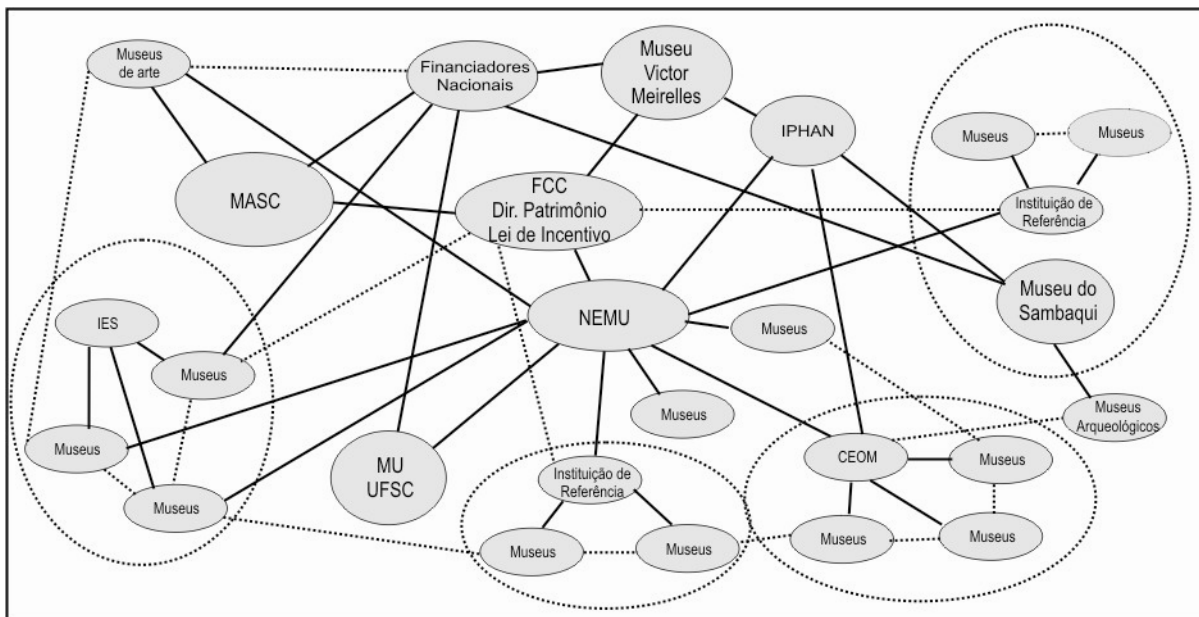 Museus
de arte
Financiadores
Nacionais
Museu
Victor
Meirelles
IPHAN
Museus
Museus
MASC
FCC
Dir. Patrimônio
Lei de Incentivo
Instituição de
Referência
Museu do
Sambaqui
IES
NEMU
Museus
Museus
Museus
Museus
Arqueológicos
Museus
MU
UFSC
Instituição de
Referência
CEOM
Museus
Museus
Museus
Museus
Museus
Museus